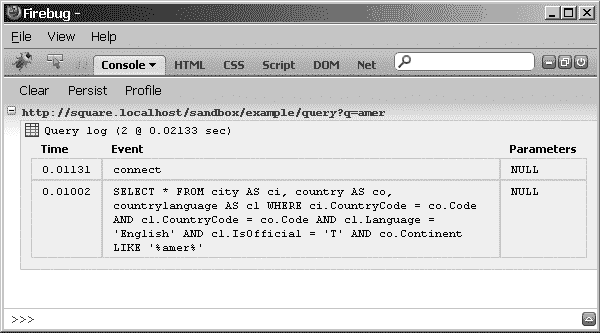 Firebug -
File View Help
Console HTML CSS Script DOM Net
Clear Persist Profile
http://square.localhost/sandbox/example/query?q=amer
Query log (2 @ 0.02133 sec)
Time Event Parameters
0.01131 connect NULL
0.01002 SELECT * FROM city AS ci, country AS co, NULL
countrylanguage AS cl WHERE ci.CountryCode = co.Code
AND cl.CountryCode = co.Code AND cl.Language =
'English' AND cl.IsOfficial = 'T' AND co.Continent
LIKE '%amer%'
>>>